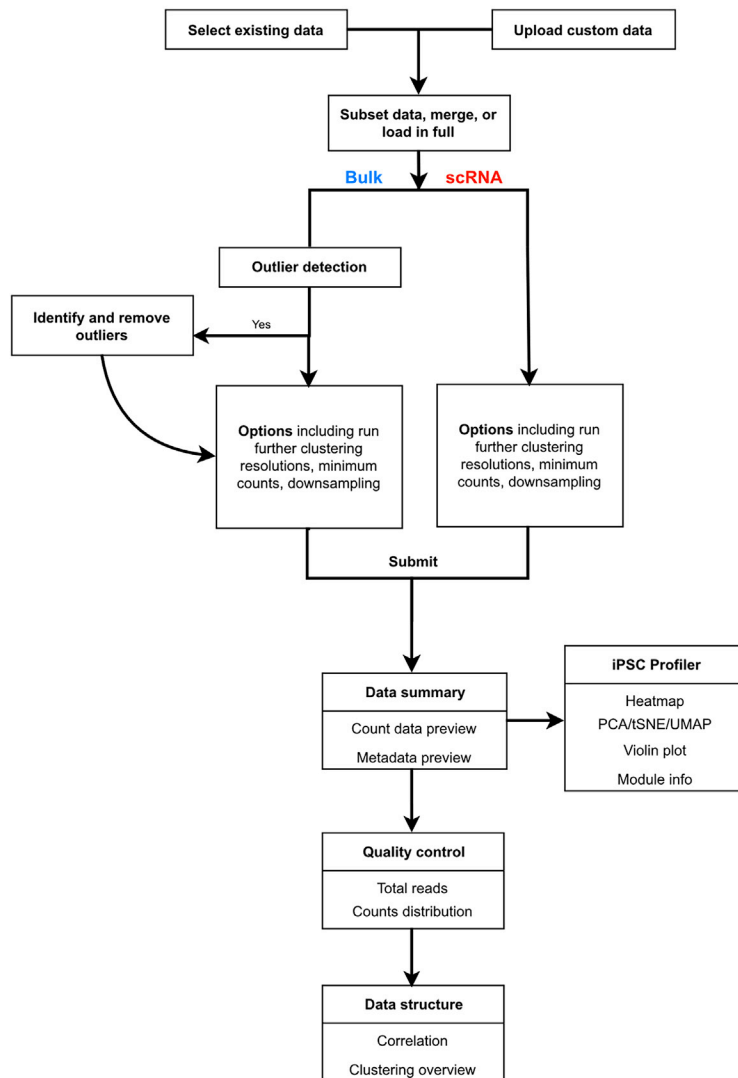 Select existing data
Upload custom data
Subset data, merge, or
load in full
Bulk
scRNA
Outlier detection
Identify and remove
outliers
Yes
Options including run
further clustering
resolutions, minimum
counts, downsampling
Options including run
further clustering
resolutions, minimum
counts, downsampling
Submit
Data summary
Count data preview
Metadata preview
iPSC Profiler
Heatmap
PCA/tSNE/UMAP
Violin plot
Module info
Quality control
Total reads
Counts distribution
Data structure
Correlation
Clustering overview